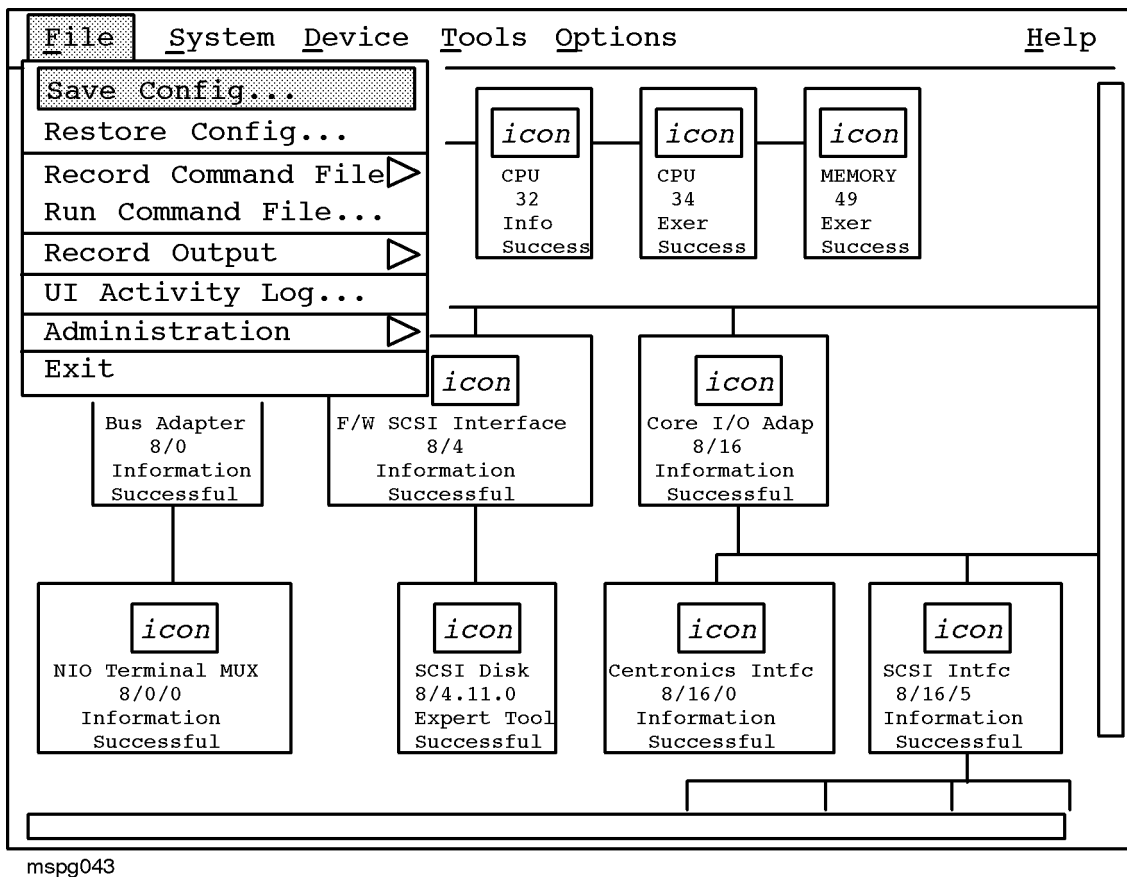 File System Device Tools Options Help
Save Config...
Restore Config...
Record Command File
Run Command File...
Record Output
UI Activity Log...
Administration
Exit
icon
CPU
32
Info
Success
icon
CPU
34
Exer
Success
icon
MEMORY
49
Exer
Success
Bus Adapter
8/0
Information
Successful
icon
F/W SCSI Interface
8/4
Information
Successful
icon
Core I/O Adap
8/16
Information
Successful
icon
NIO Terminal MUX
8/0/0
Information
Successful
icon
SCSI Disk
8/4.11.0
Expert Tool
Successful
icon
Centronics Intfc
8/16/0
Information
Successful
icon
SCSI Intfc
8/16/5
Information
Successful
mspg043